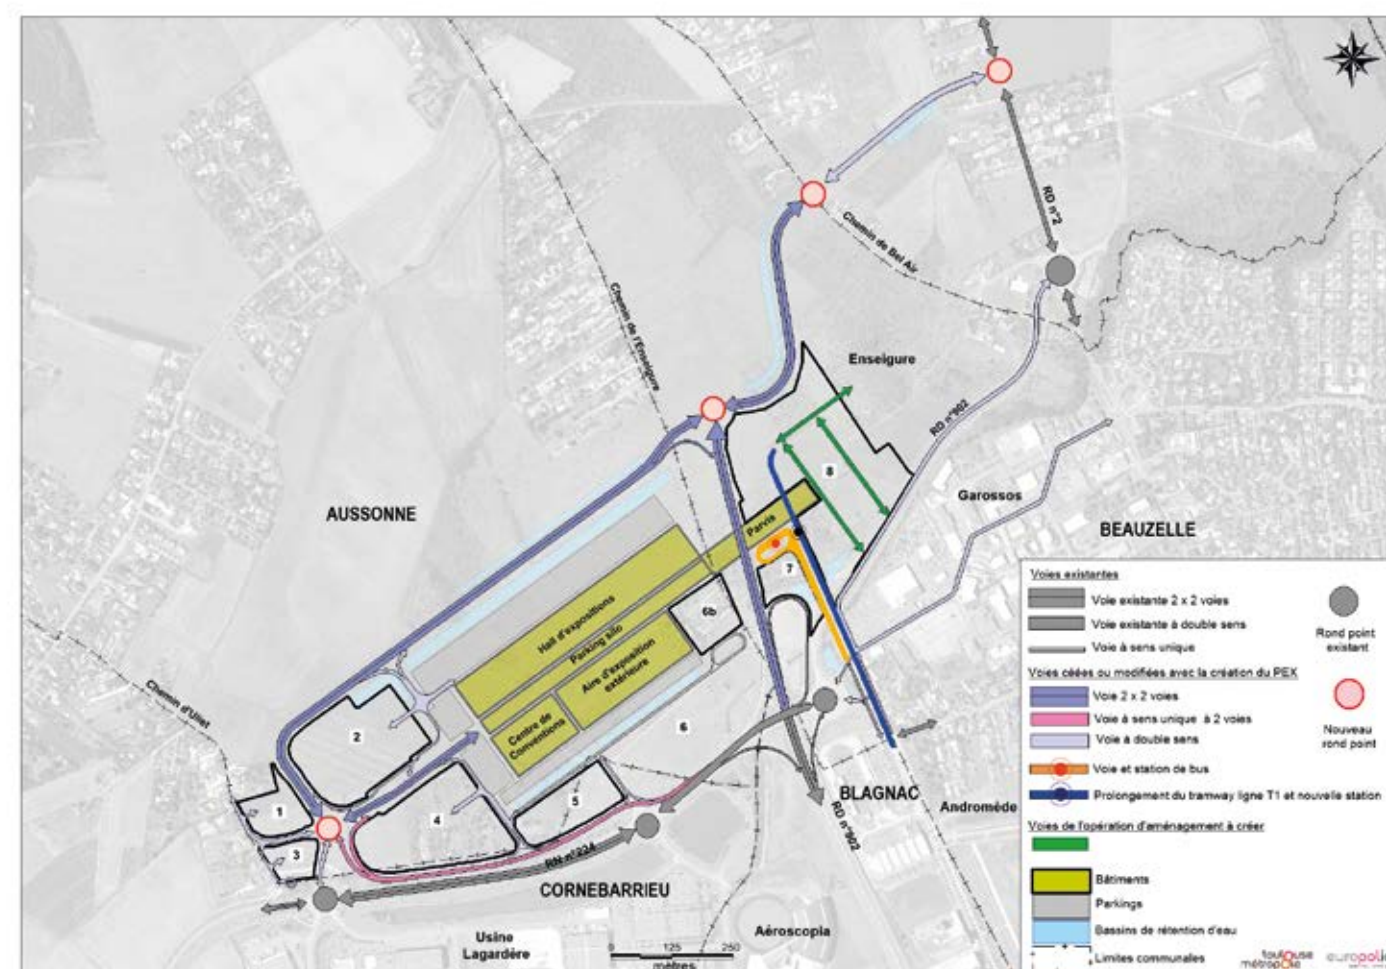 RD n°2
Chemin de Bel Air
Chemin de l'Enseigure
Enseigure
RD n°902
8
Garossos
AUSSONNE
BEAUZELLE
Parvis
7
6b
Hall d'expositions
Parking silo
Aire d'exposition
extérieure
Centre de
Conventions
Chemin d'Ulet
2
6
1
4
5
3
BLAGNAC
Andromède
RD n°902
RN n°224
CORNEBARRIEU
Usine
Lagardère
Aéroscopia
0 125 250
mètres
Voies existantes
Voie existante 2 x 2 voies
Voie existante à double sens
Voie à sens unique
Rond point
existant
Voies céées ou modifiées avec la création du PEX
Voie 2 x 2 voies
Voie à sens unique à 2 voies
Voie à double sens
Nouveau
rond point
Voie et station de bus
Prolongement du tramway ligne T1 et nouvelle station
Voies de l'opération d'aménagement à créer
Bâtiments
Parkings
Bassins de rétention d'eau
Limites communales
toulouse
métropole
europolia